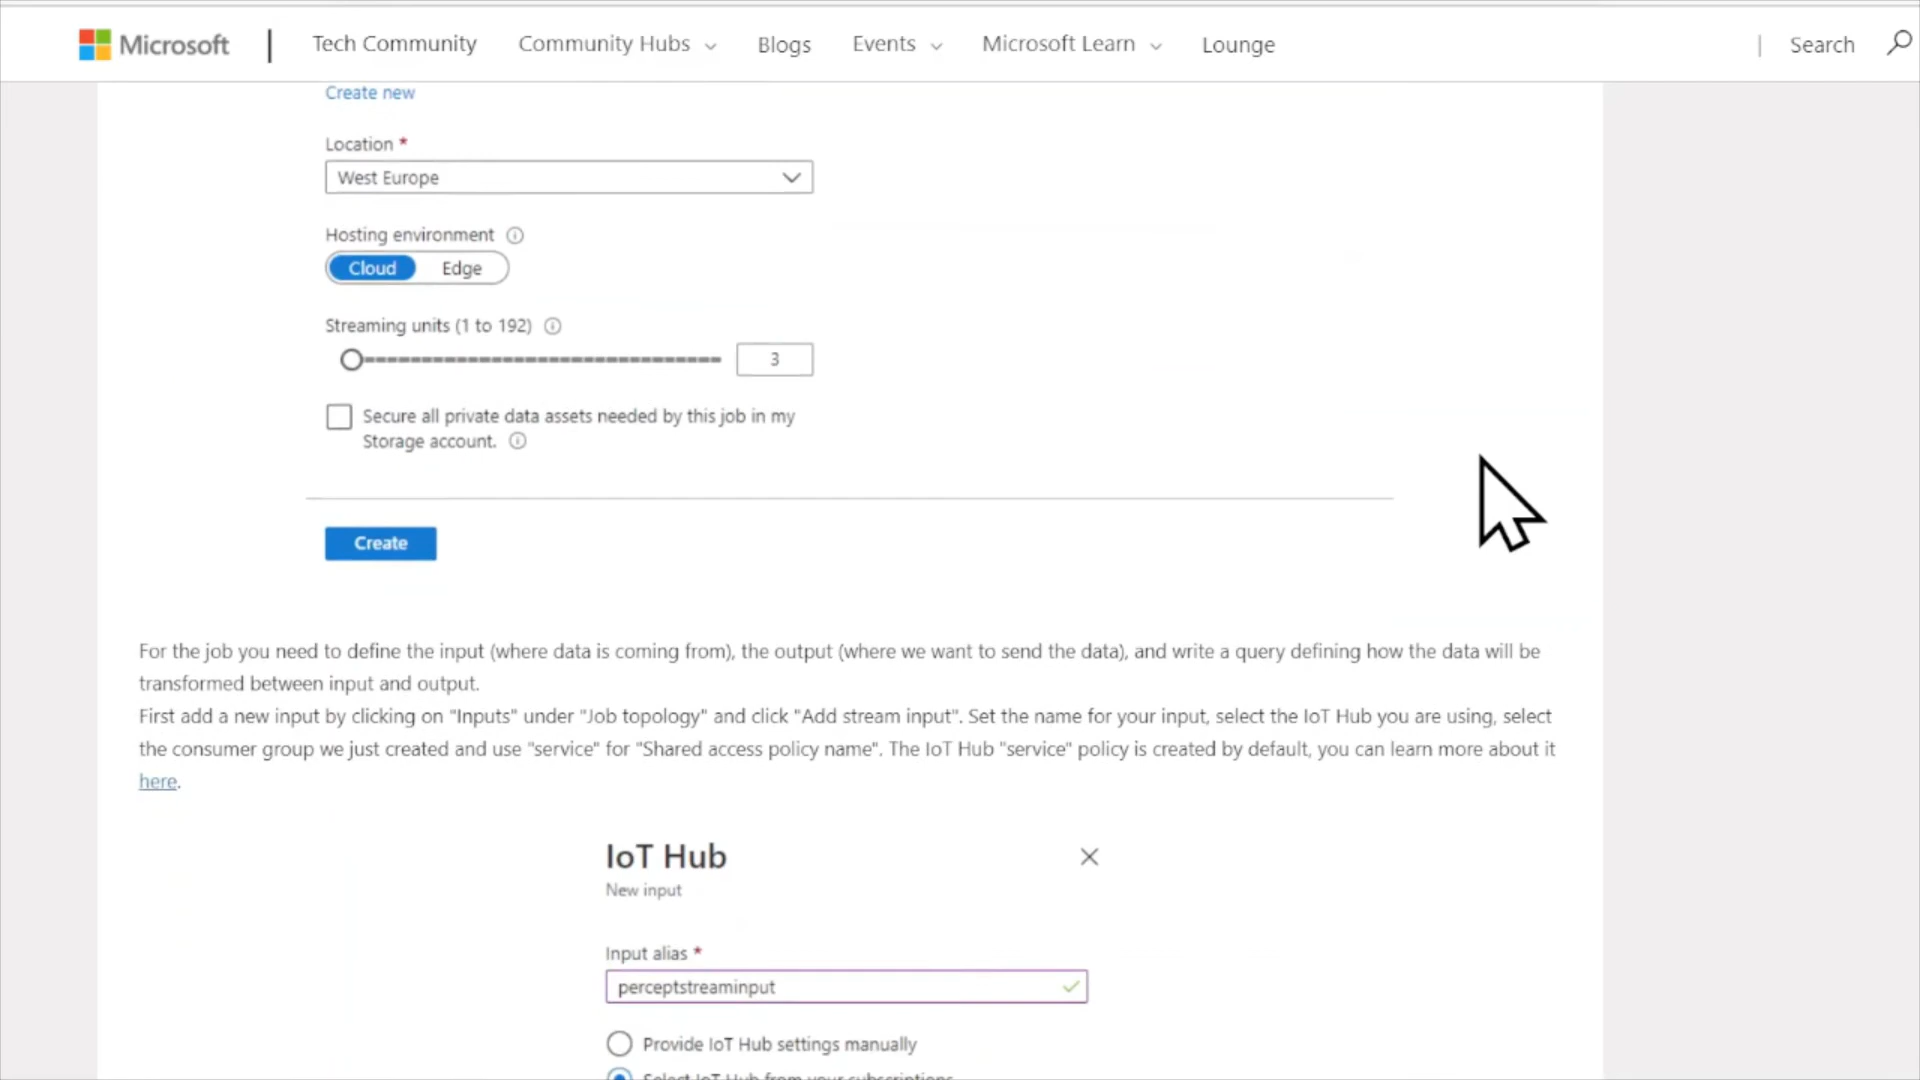 Microsoft
Tech Community
Community Hubs
Blogs
Events
Microsoft Learn
Lounge
Search
Create new
Location *
West Europe
Hosting environment
Cloud
Edge
Streaming units (1 to 192)
3
Secure all private data assets needed by this job in my
Storage account.
Create
For the job you need to define the input (where data is coming from), the output (where we want to send the data), and write a query defining how the data will be
transformed between input and output.
First add a new input by clicking on "Inputs" under "Job topology" and click "Add stream input". Set the name for your input, select the IoT Hub you are using, select
the consumer group we just created and use "service" for "Shared access policy name". The IoT Hub "service" policy is created by default, you can learn more about it
here.
IoT Hub
New input
Input alias *
perceptstreaminput
Provide IoT Hub settings manually
Select IoT Hub from your subscriptions